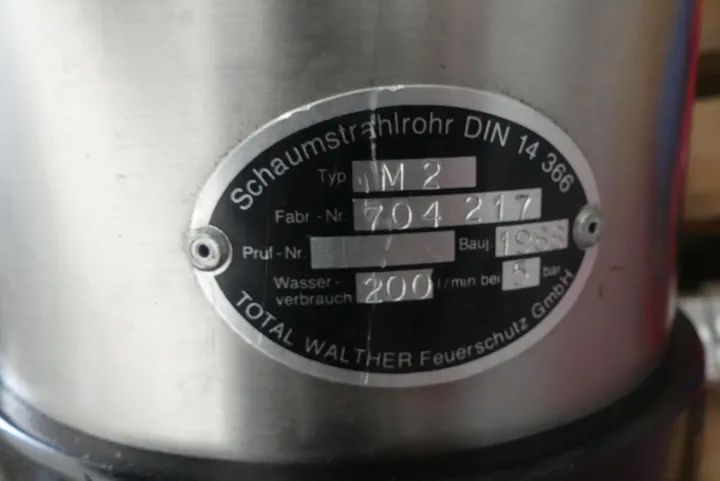 Schaumstrahlrohr DIN 14 366
Typ M 2
Fabr.-Nr. 704 217
Prüf-Nr. Bauj. 1988
Wasser-
verbrauch 200 l/min bei 5 bar
TOTAL WALTHER Feuerschutz GmbH